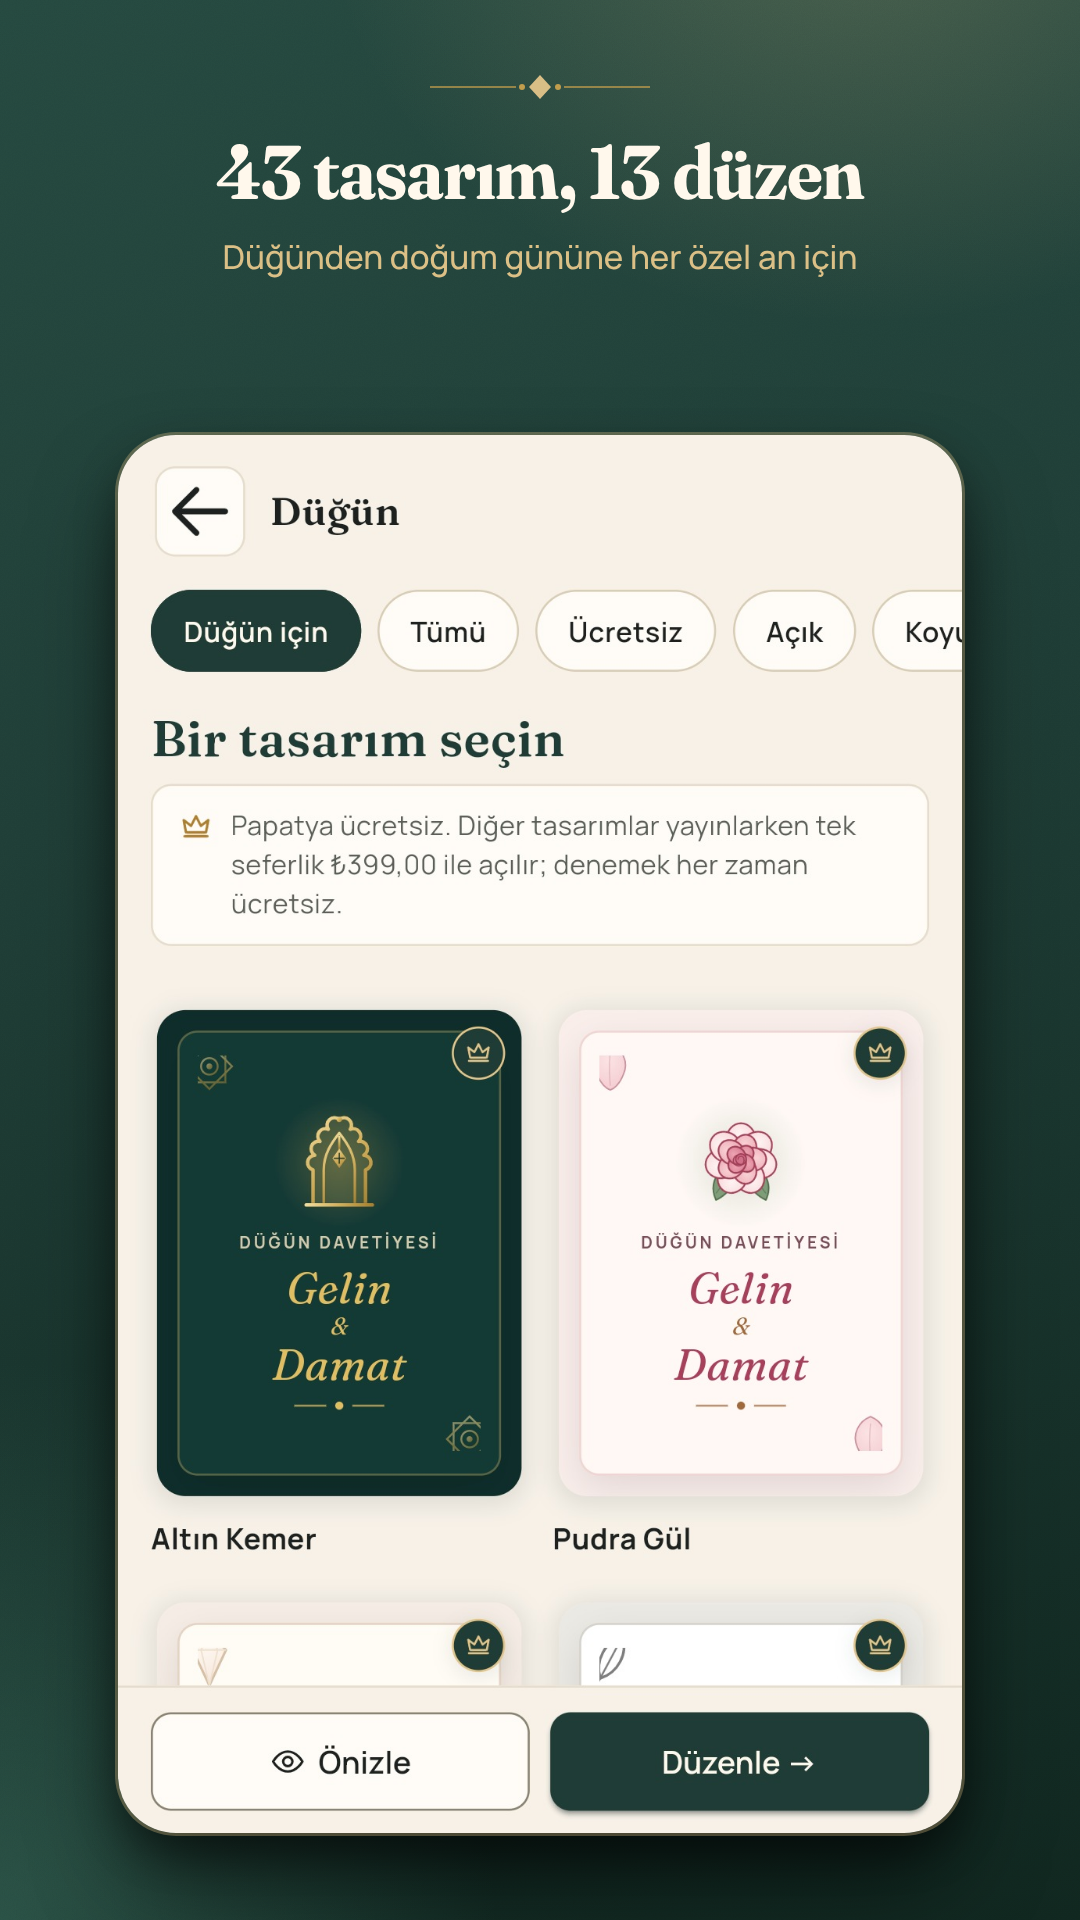 43 tasarım, 13 düzen
Düğünden doğum gününe her özel an için
Düğün
Düğün için
Tümü
Ücretsiz
Açık
Koyu
Bir tasarım seçin
Papatya ücretsiz. Diğer tasarımlar yayınlarken tek
seferlik ₺399,00 ile açılır; denemek her zaman
ücretsiz.
DÜĞÜN DAVETİYESİ
Gelin
&
Damat
Altın Kemer
DÜĞÜN DAVETİYESİ
Gelin
&
Damat
Pudra Gül
Önizle
Düzenle →